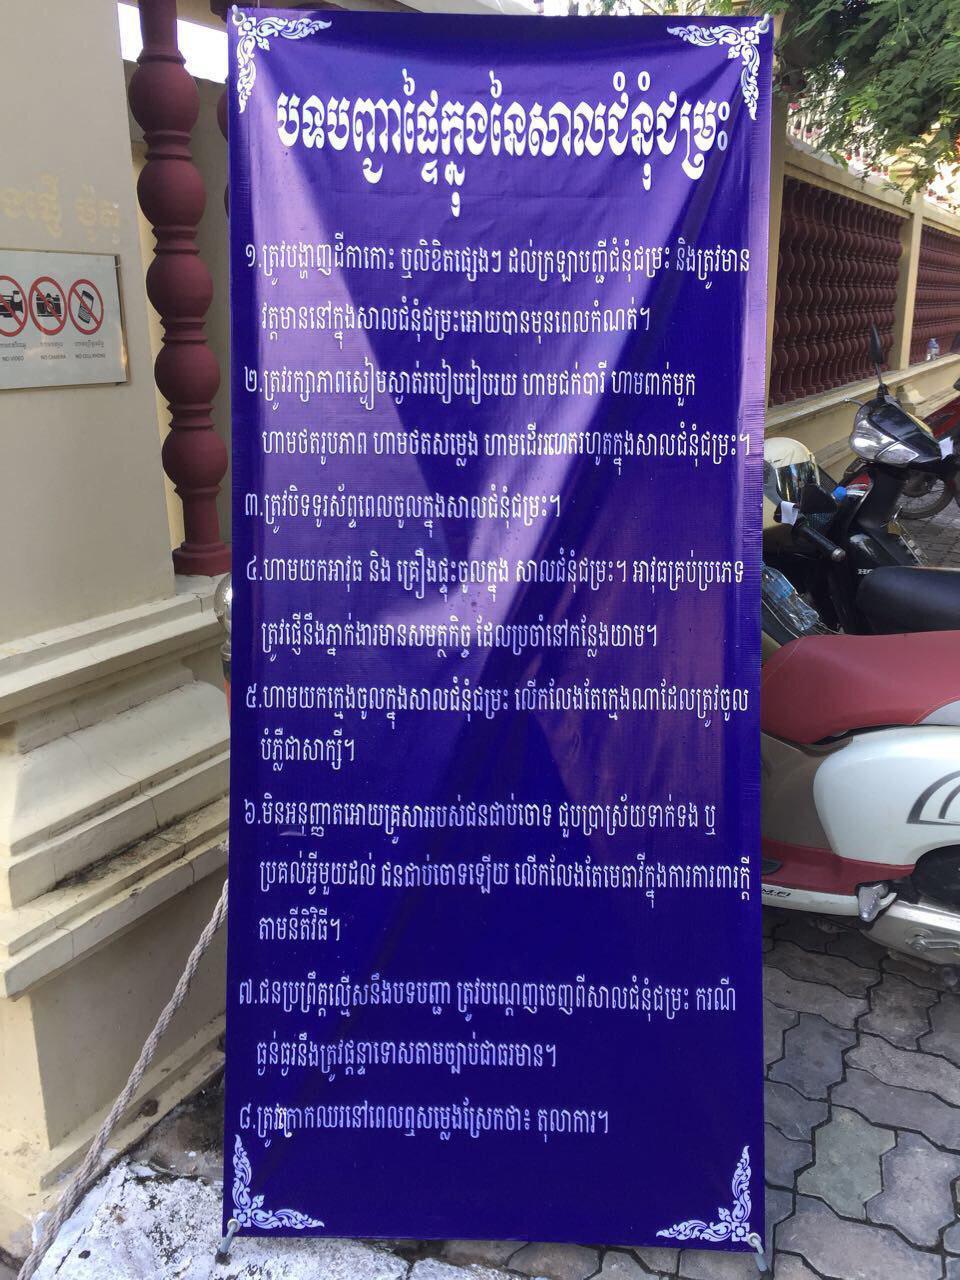 បទបញ្ជាផ្ទៃក្នុងនៃសាលជំនុំជម្រះ
១.ត្រូវបង្ហាញដីកាកោះ ឬលិខិតផ្សេងៗ ដល់ក្រឡាបញ្ជីជំនុំជម្រះ និងត្រូវមាន
វត្តមាននៅក្នុងសាលជំនុំជម្រះអោយបានមុនពេលកំណត់។
២.ត្រូវរក្សាភាពស្ងៀមស្ងាត់របៀបរៀបរយ ហាមជក់បារី ហាមពាក់មួក
ហាមថតរូបភាព ហាមថតសម្លេង ហាមដើររណេតរហូតក្នុងសាលជំនុំជម្រះ។
៣.ត្រូវបិទទូរស័ព្ទពេលចូលក្នុងសាលជំនុំជម្រះ។
៤.ហាមយកអាវុធ និង គ្រឿងផ្ទុះចូលក្នុង សាលជំនុំជម្រះ។ អាវុធគ្រប់ប្រភេទ
ត្រូវផ្ញើនឹងភ្នាក់ងារមានសមត្ថកិច្ច ដែលប្រចាំនៅកន្លែងយាម។
៥.ហាមយកក្មេងចូលក្នុងសាលជំនុំជម្រះ លើកលែងតែក្មេងណាដែលត្រូវចូល
បំភ្លឺជាសាក្សី។
៦.មិនអនុញ្ញាតអោយគ្រួសាររបស់ជនជាប់ចោទ ជួបប្រាស្រ័យទាក់ទង ឬ
ប្រគល់អ្វីមួយដល់ ជនជាប់ចោទឡើយ លើកលែងតែមេធាវីក្នុងការការពារក្តី
តាមនីតិវិធី។
៧.ជនប្រព្រឹត្តល្មើសនឹងបទបញ្ជា ត្រូវបណ្តេញចេញពីសាលជំនុំជម្រះ ករណី
ធ្ងន់ធ្ងរនឹងត្រូវផ្តន្ទាទោសតាមច្បាប់ជាធរមាន។
៨.ត្រូវក្រោកឈរនៅពេលឮសម្លេងស្រែកថា៖ តុលាការ។
NO VIDEO
NO CAMERA
NO CELL PHONE